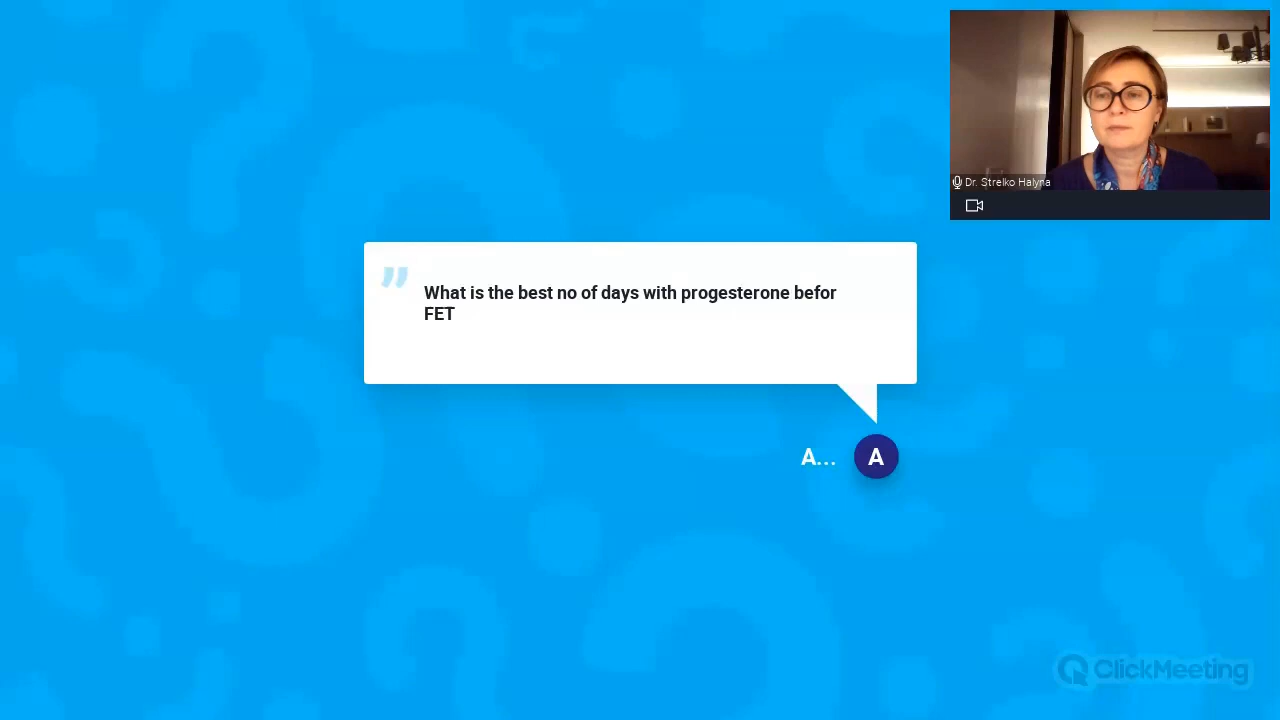 Dr. Strelko Halyna
What is the best no of days with progesterone befor
FET
A...
A
ClickMeeting